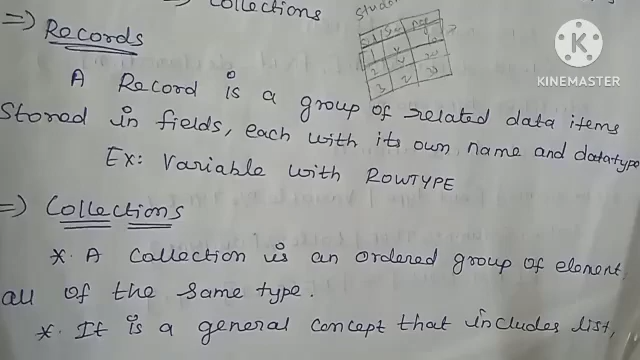 => Collections
Student
=> Records
A Record is a group of related data items
stored in fields, each with its own name and datatype
Ex: Variable with ROWTYPE
=> Collections
*. A Collection is an ordered group of element
all of the same type.
*. It is a general concept that includes list,
K
KINEMASTER